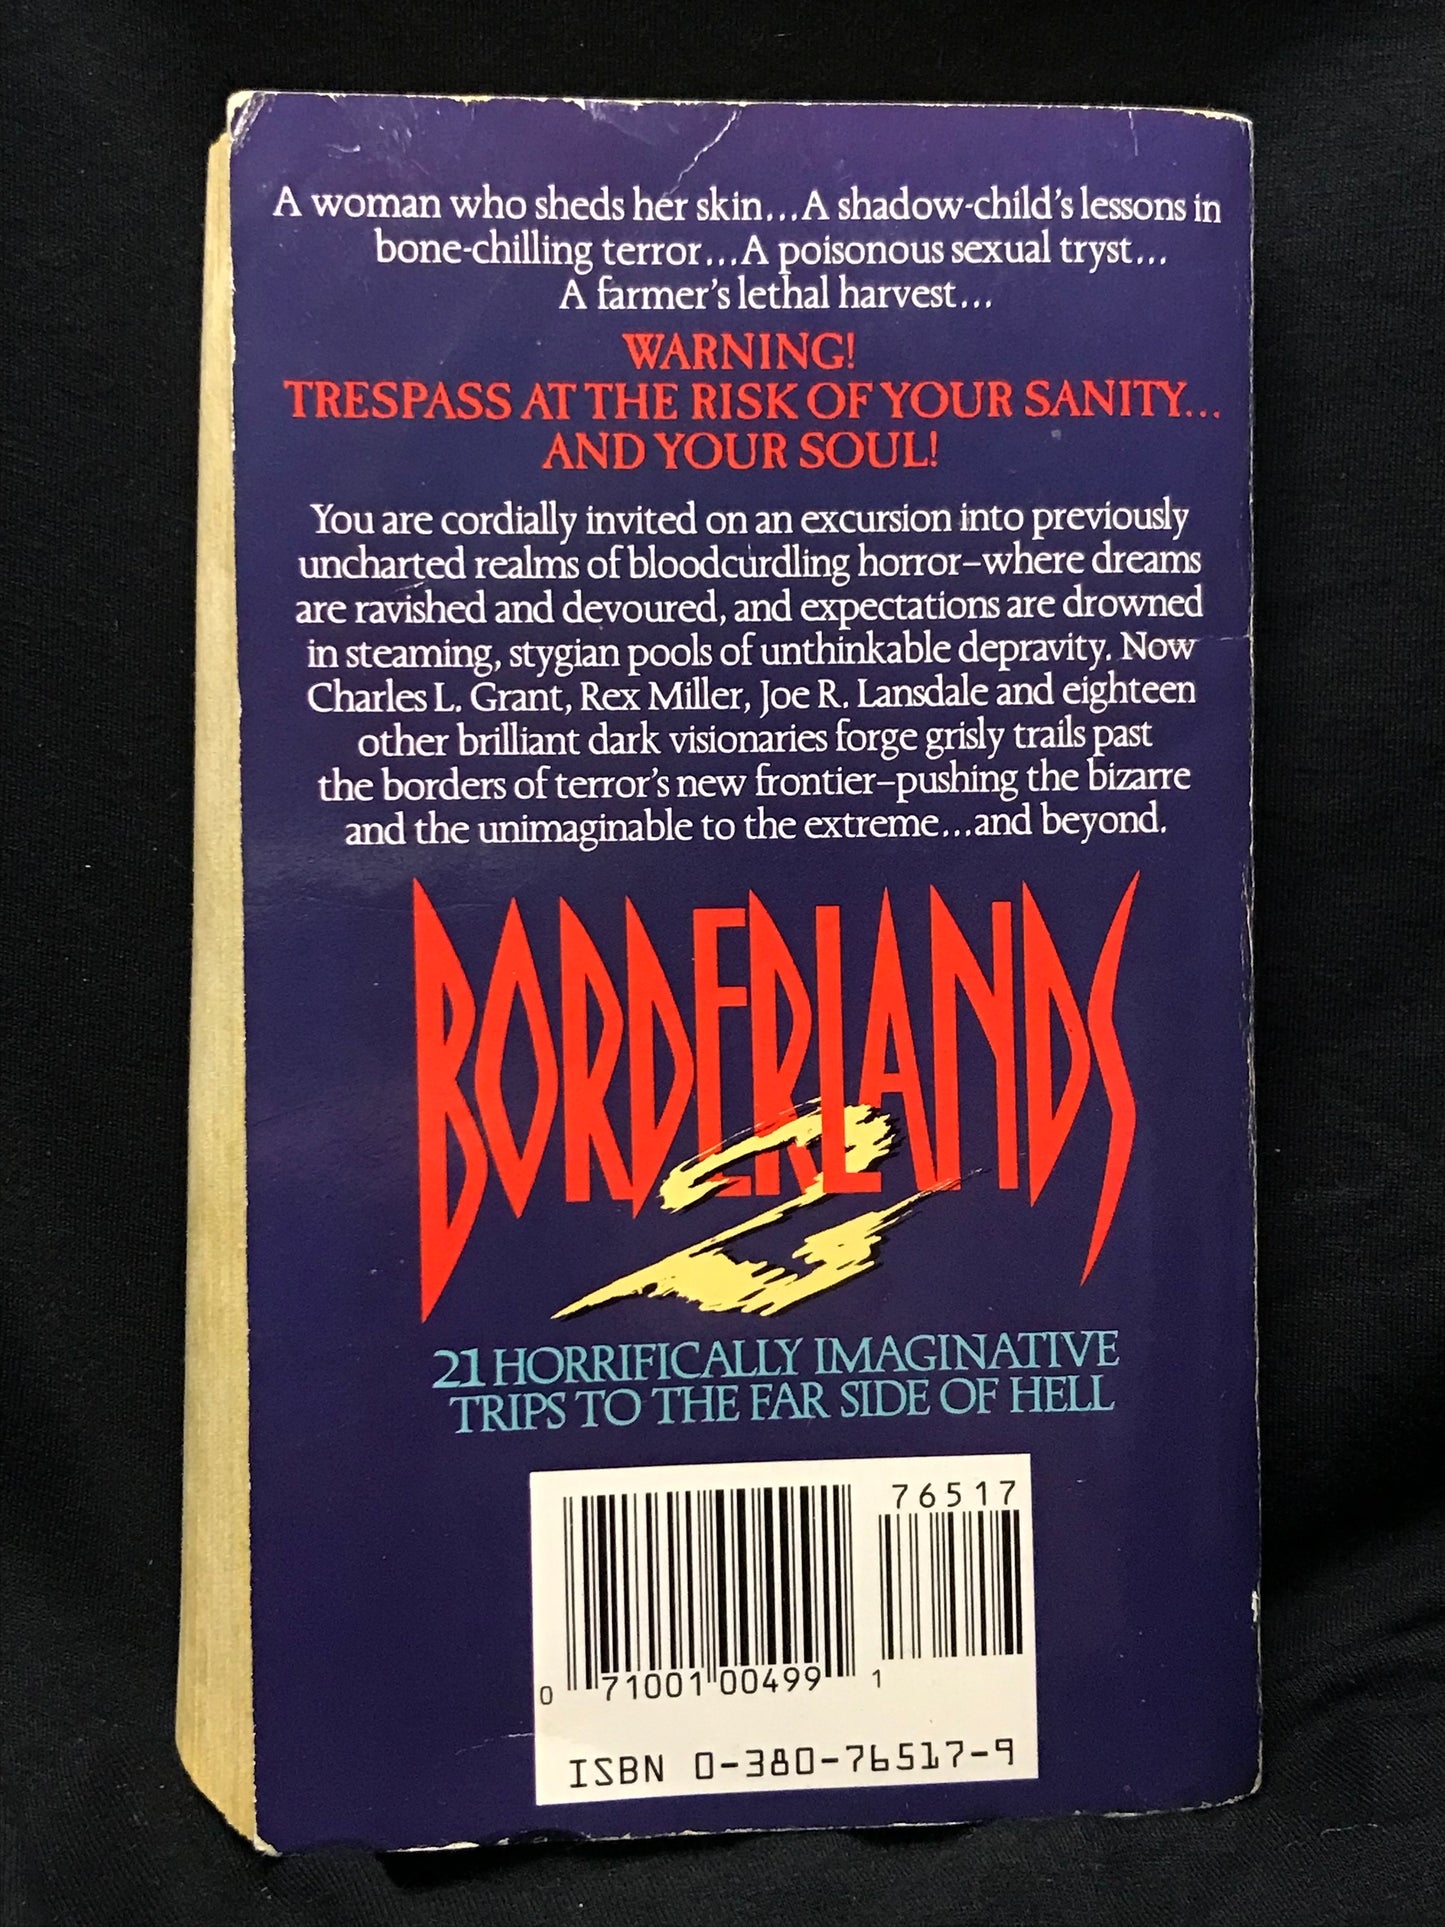 A woman who sheds her skin...A shadow-child's lessons in
bone-chilling terror...A poisonous sexual tryst...
A farmer's lethal harvest...
WARNING!
TRESPASS AT THE RISK OF YOUR SANITY...
AND YOUR SOUL!
You are cordially invited on an excursion into previously
uncharted realms of bloodcurdling horror–where dreams
are ravished and devoured, and expectations are drowned
in steaming, stygian pools of unthinkable depravity. Now
Charles L. Grant, Rex Miller, Joe R. Lansdale and eighteen
other brilliant dark visionaries forge grisly trails past
the borders of terror's new frontier–pushing the bizarre
and the unimaginable to the extreme...and beyond.
BORDERLANDS
2
21 HORRIFICALLY IMAGINATIVE
TRIPS TO THE FAR SIDE OF HELL
76517
0 71001 00499 1
ISBN 0-380-76517-9